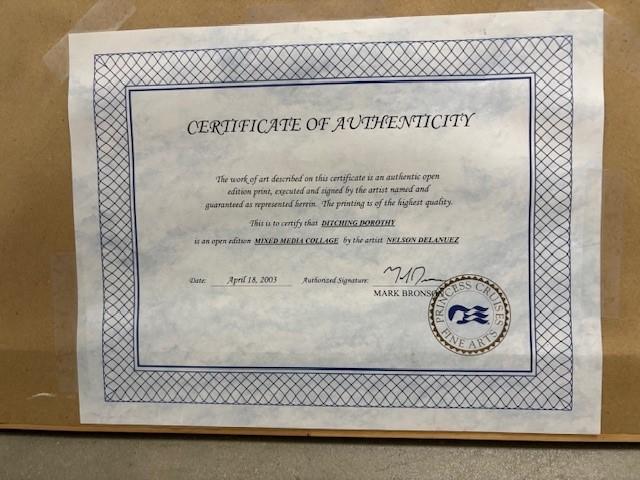 CERTIFICATE OF AUTHENTICITY
The work of art described on this certificate is an authentic open
edition print, executed and signed by the artist named and
guaranteed as represented herein. The printing is of the highest quality.
This is to certify that DITCHING DOROTHY
is an open edition MIXED MEDIA COLLAGE by the artist NELSON DELANUEZ
Date: April 18, 2003 Authorized Signature:
MARK BRONSON
PRINCESS CRUISES
FINE ARTS